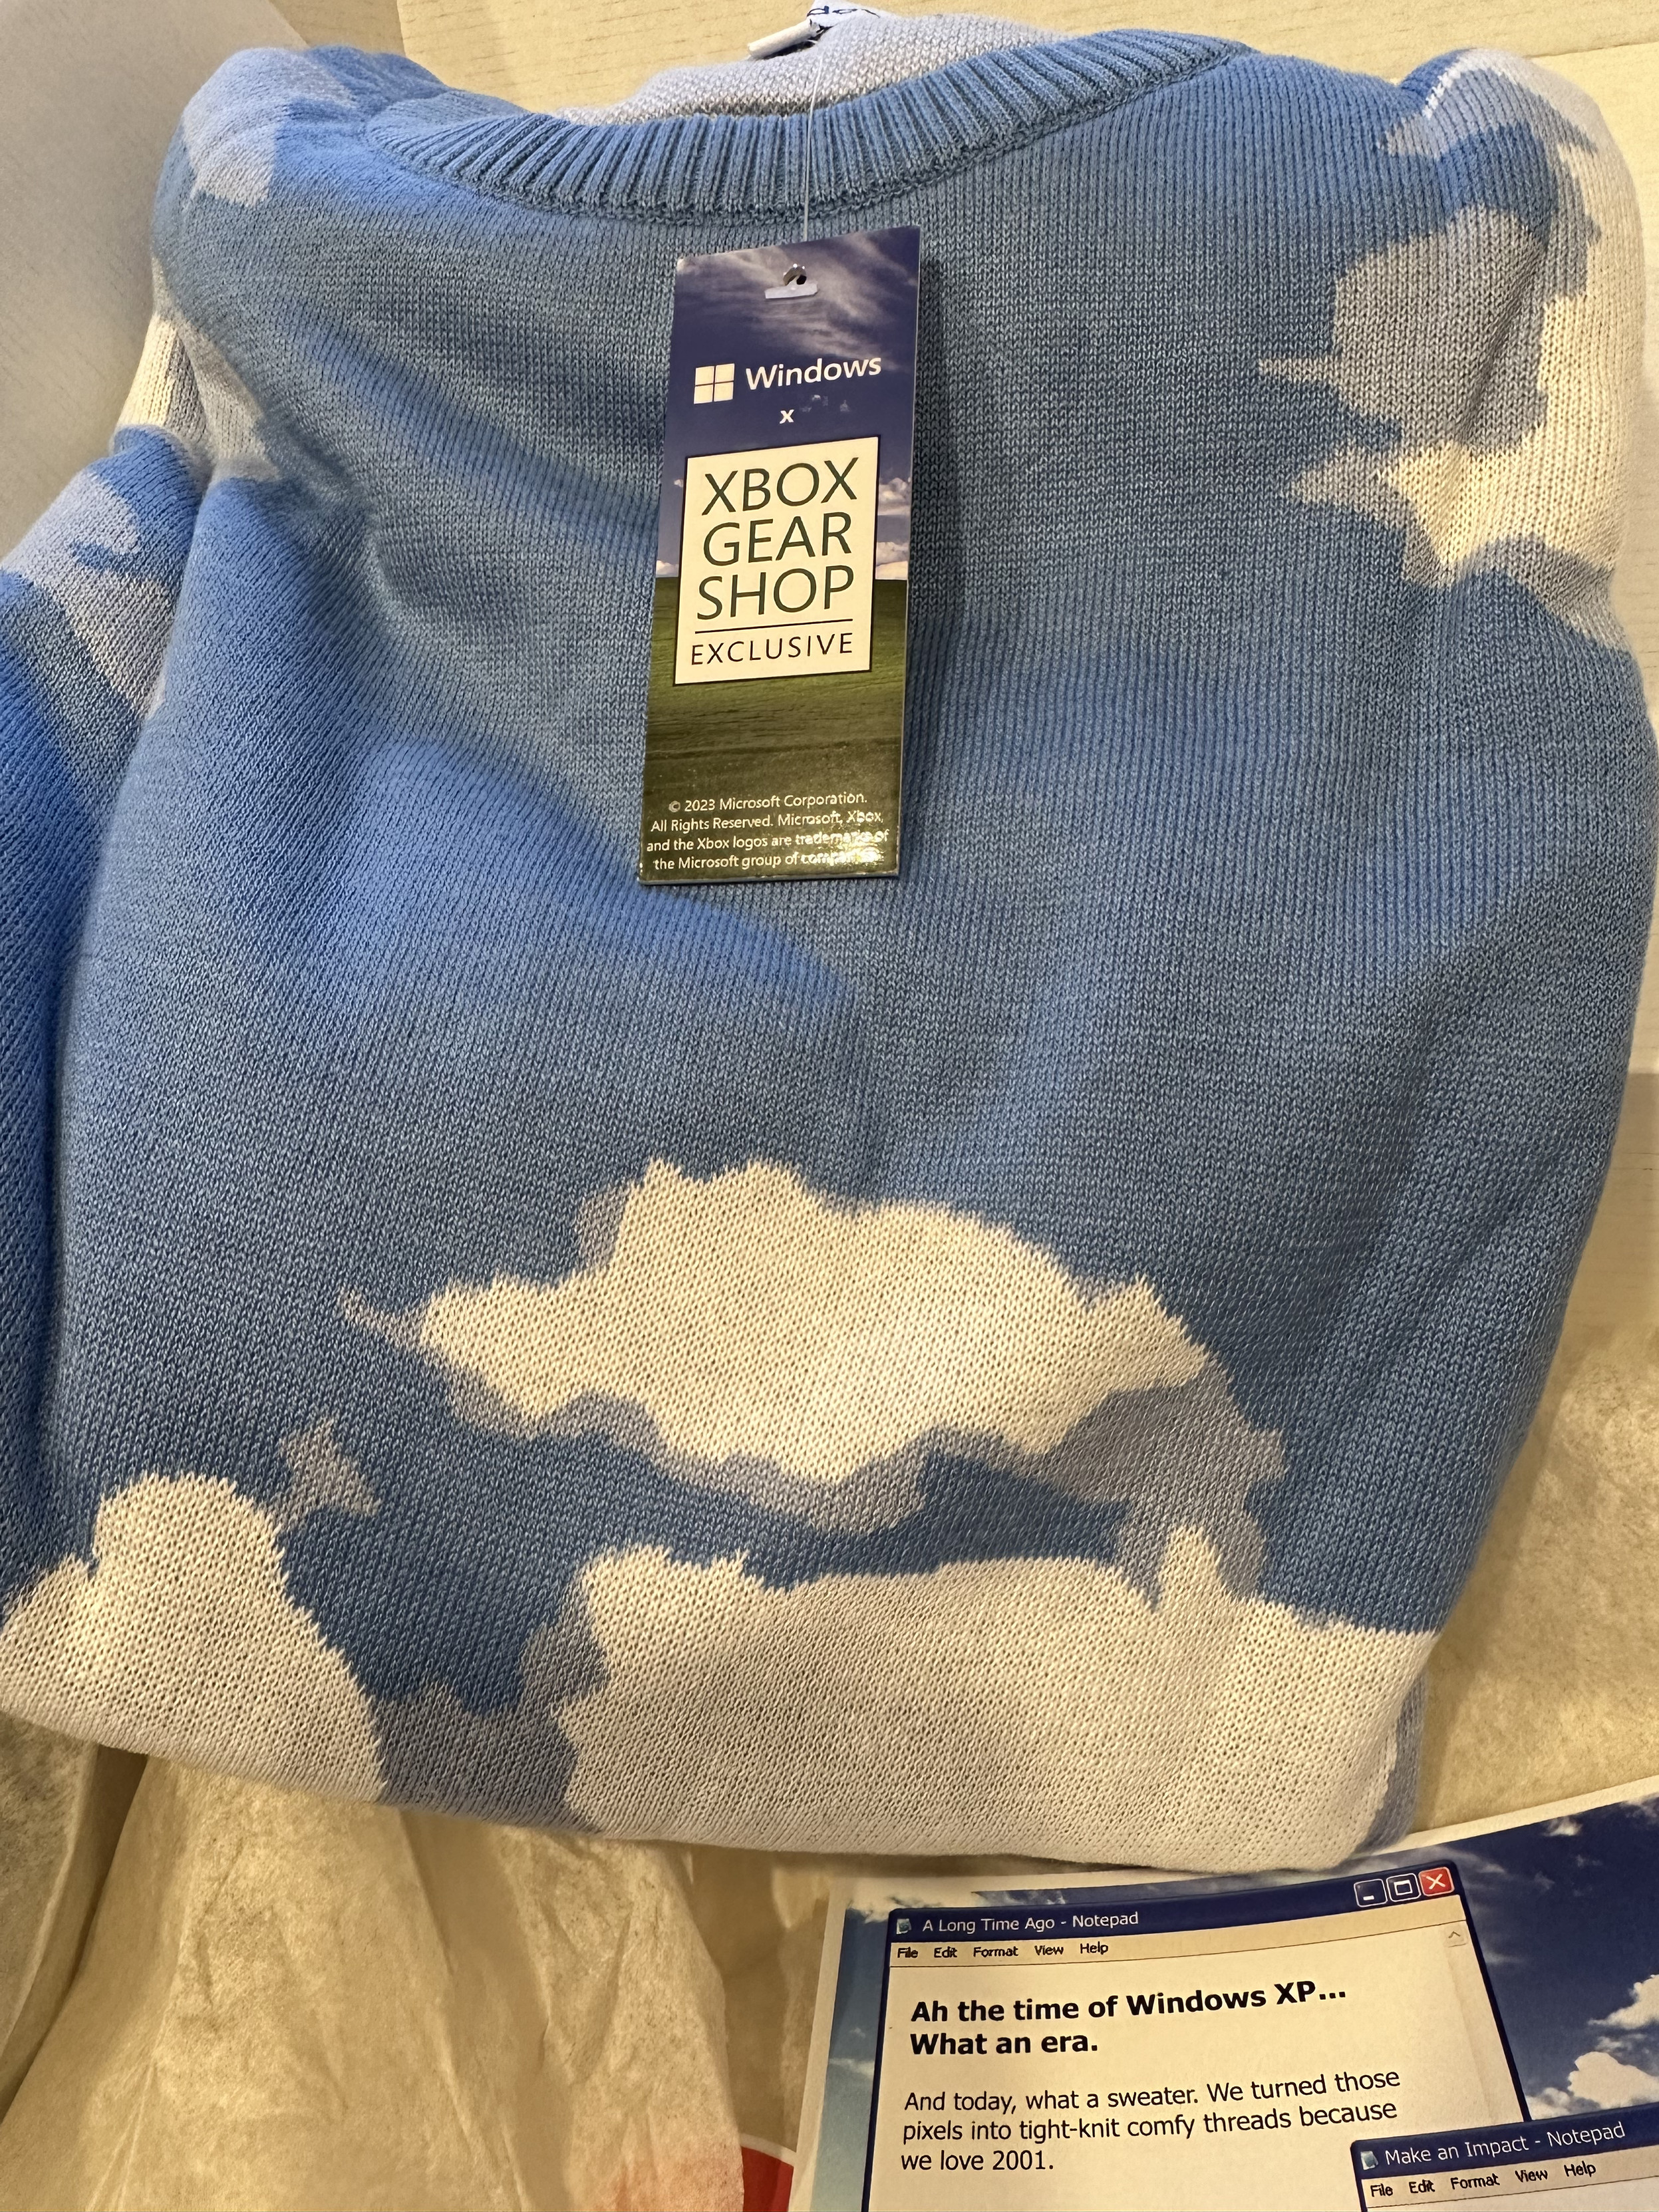 Windows
x
XBOX
GEAR
SHOP
EXCLUSIVE
© 2023 Microsoft Corporation.
All Rights Reserved. Microsoft, Xbox,
and the Xbox logos are trademarks of
the Microsoft group of companies.
A Long Time Ago - Notepad
File Edit Format View Help
Ah the time of Windows XP...
What an era.
And today, what a sweater. We turned those
pixels into tight-knit comfy threads because
we love 2001.
Make an Impact - Notepad
File Edit Format View Help